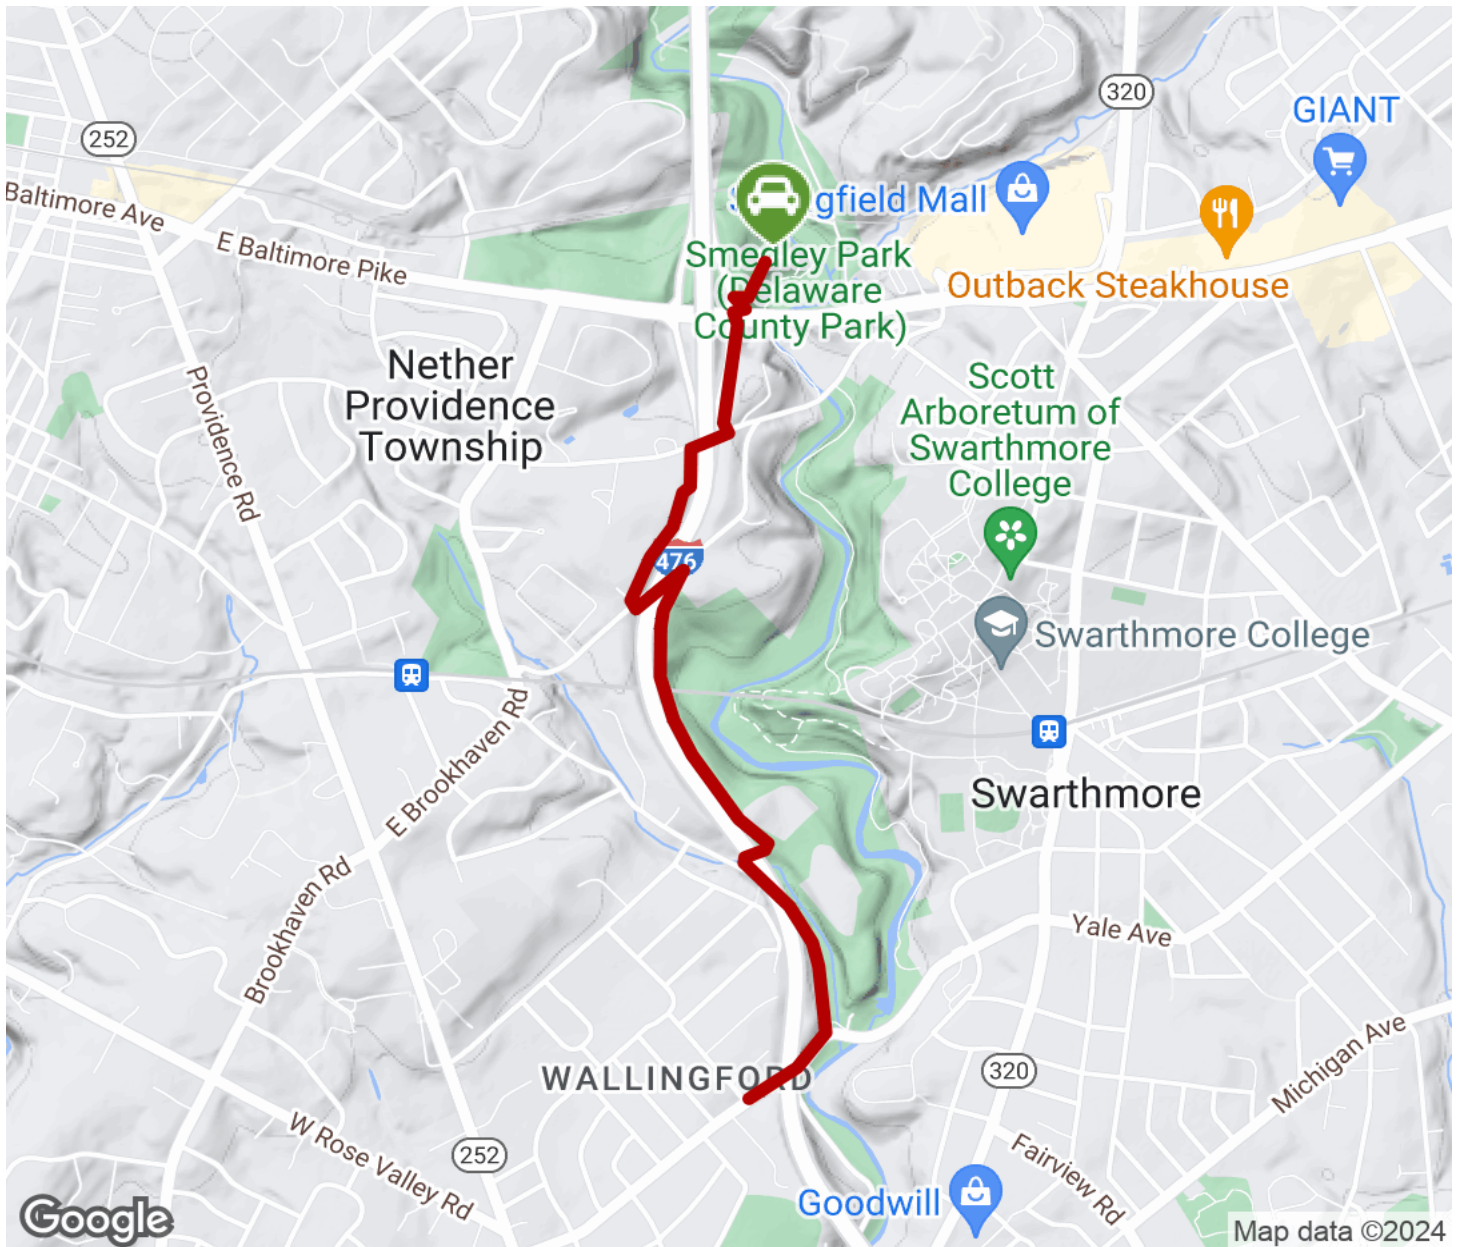 320
GIANT
252
Baltimore Ave
gfield Mall
E Baltimore Pike
Smedley Park
(Delaware
County Park)
Outback Steakhouse
Nether
Providence
Township
Scott
Arboretum of
Swarthmore
College
Providence Rd
476
Swarthmore College
E Brookhaven Rd
Swarthmore
Brookhaven Rd
Yale Ave
WALLINGFORD
320
Michigan Ave
W Rose Valley Rd
252
Fairview Rd
Goodwill
Google
Map data ©2024